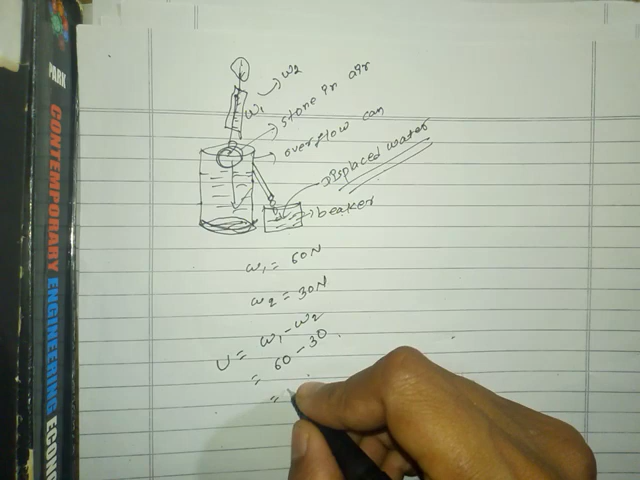 PARK
CONTEMPORARY ENGINEERING ECONO
W2
W1
stone in air
overflow can
Displaced water
beaker
W1 = 60N
W2 = 30N
U = W1 - W2
= 60 - 30
=